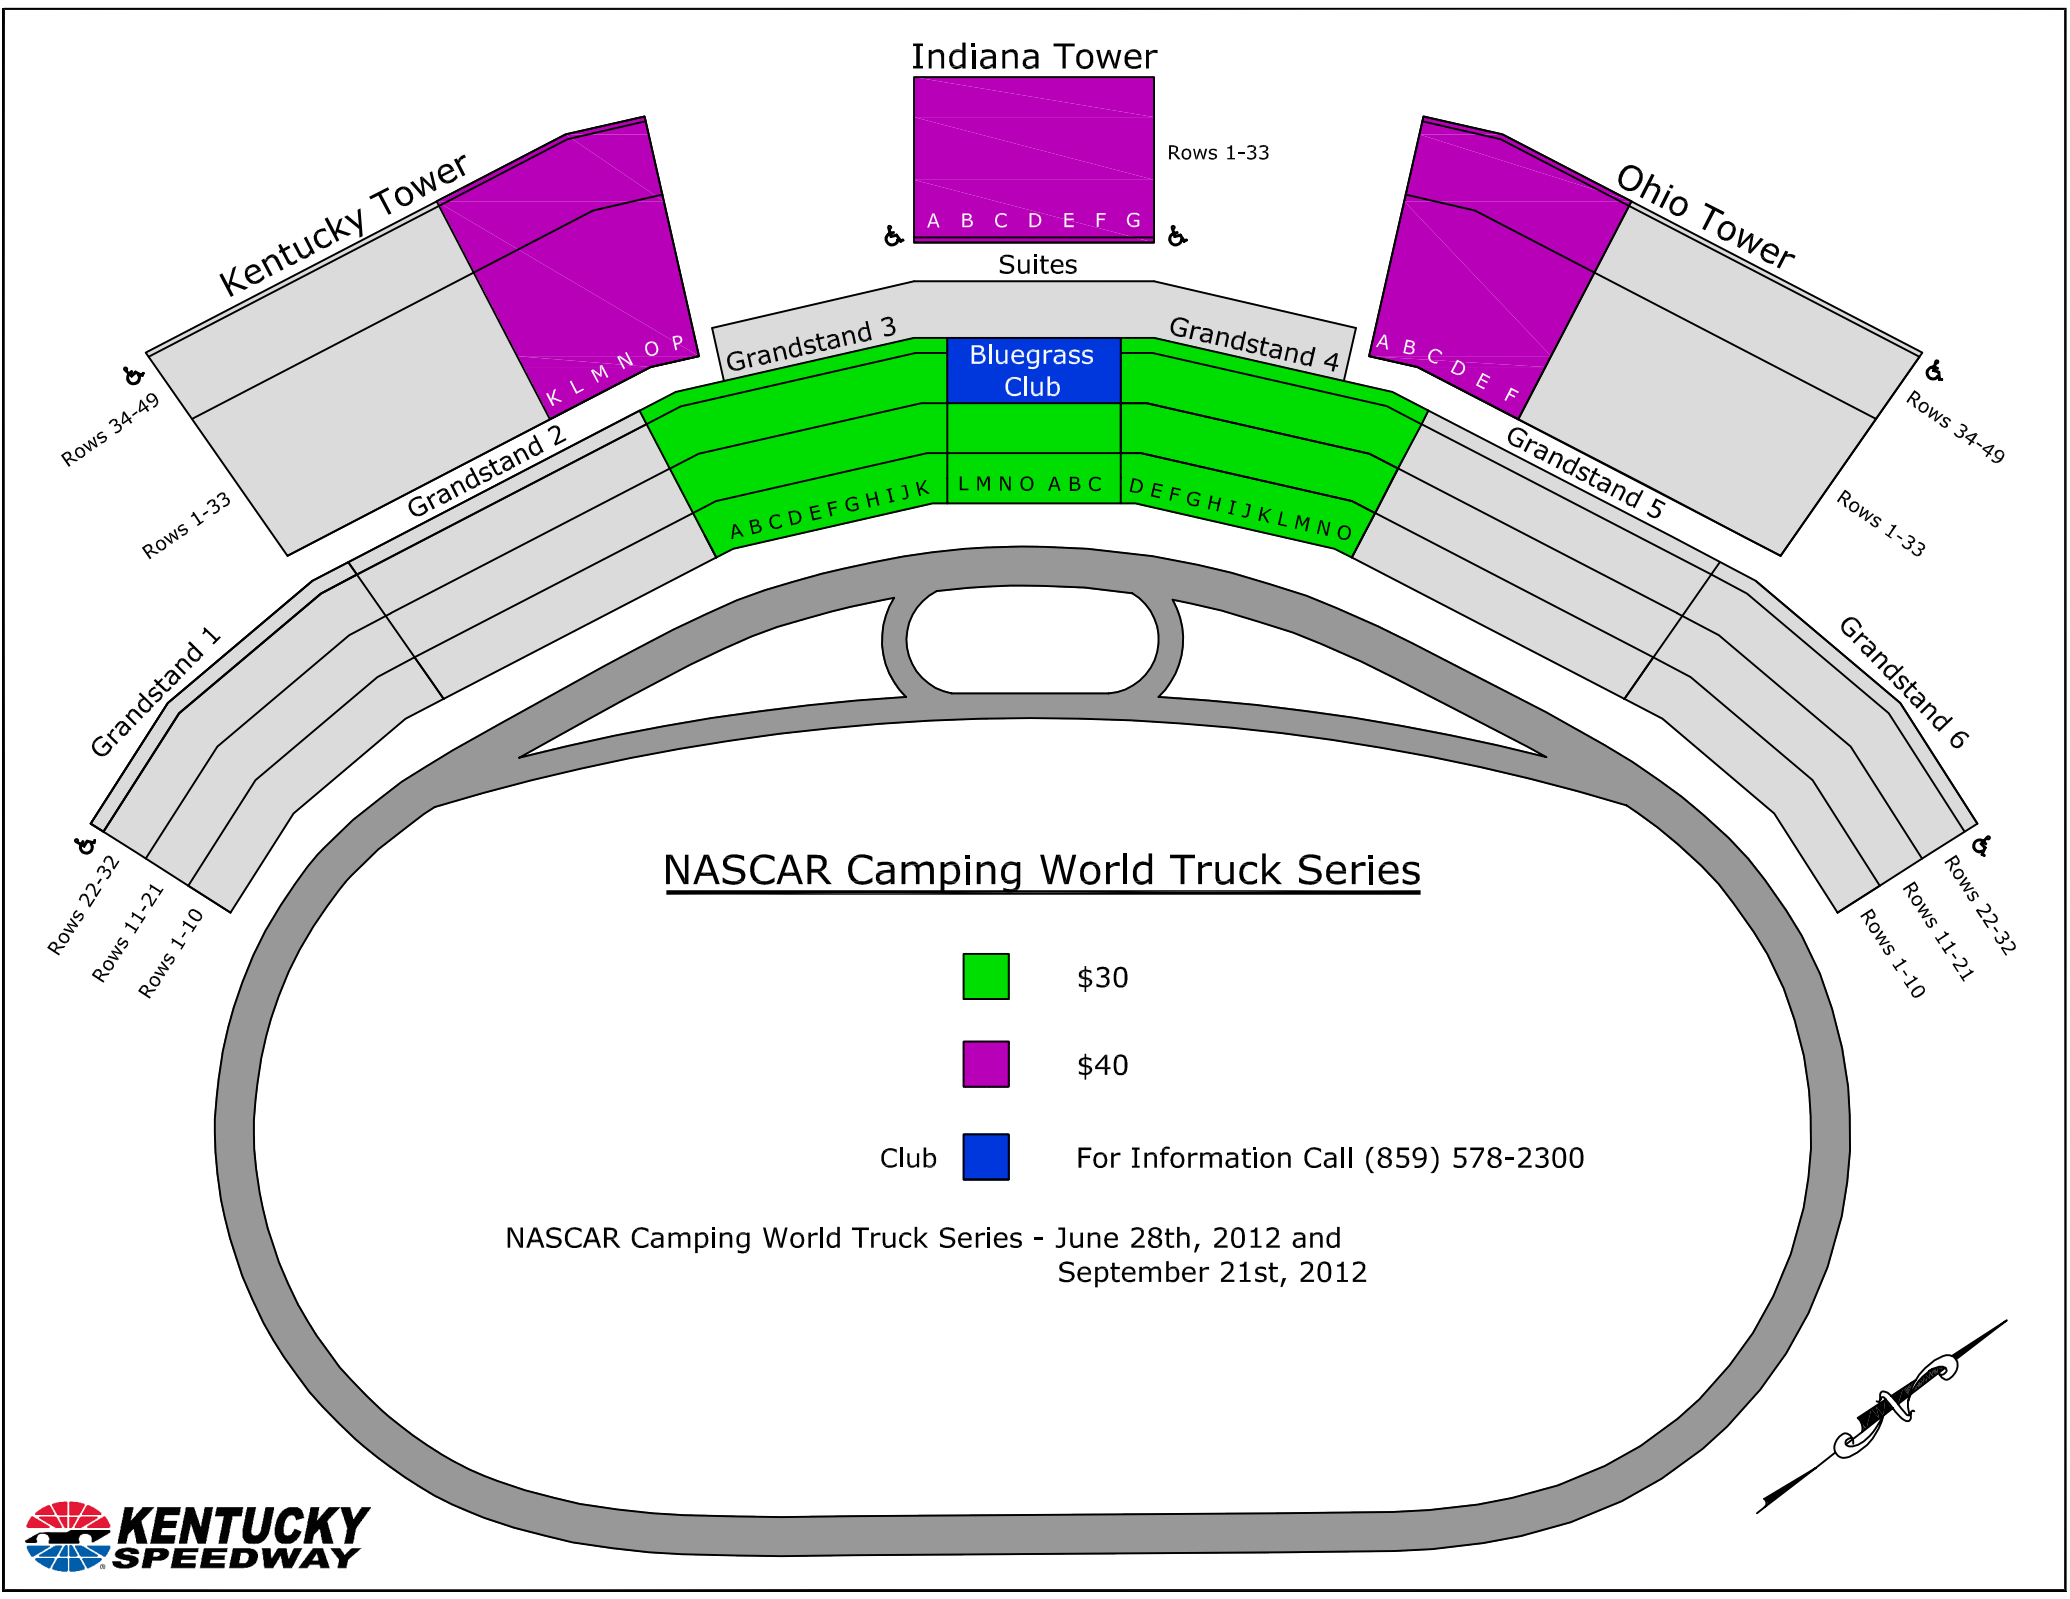 Indiana Tower
Rows 1-33
A B C D E F G
Suites
Kentucky Tower
K L M N O P
Rows 34-49
Rows 1-33
Ohio Tower
A B C D E F
Rows 34-49
Rows 1-33
Grandstand 1
Grandstand 2
Grandstand 3
Bluegrass
Club
Grandstand 4
Grandstand 5
Grandstand 6
A B C D E F G H I J K
L M N O A B C
D E F G H I J K L M N O
Rows 22-32
Rows 11-21
Rows 1-10
Rows 22-32
Rows 11-21
Rows 1-10
NASCAR Camping World Truck Series
$30
$40
Club For Information Call (859) 578-2300
NASCAR Camping World Truck Series - June 28th, 2012 and
September 21st, 2012
KENTUCKY
SPEEDWAY
®